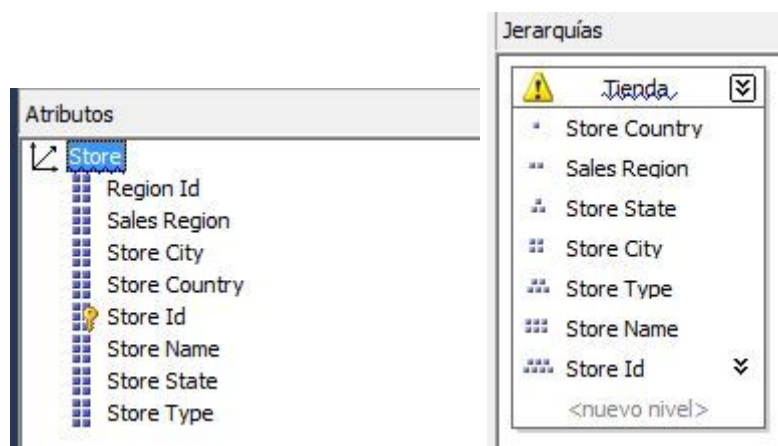 Atributos
Store
Region Id
Sales Region
Store City
Store Country
Store Id
Store Name
Store State
Store Type
Jerarquías
Tienda
Store Country
Sales Region
Store State
Store City
Store Type
Store Name
Store Id
<nuevo nivel>